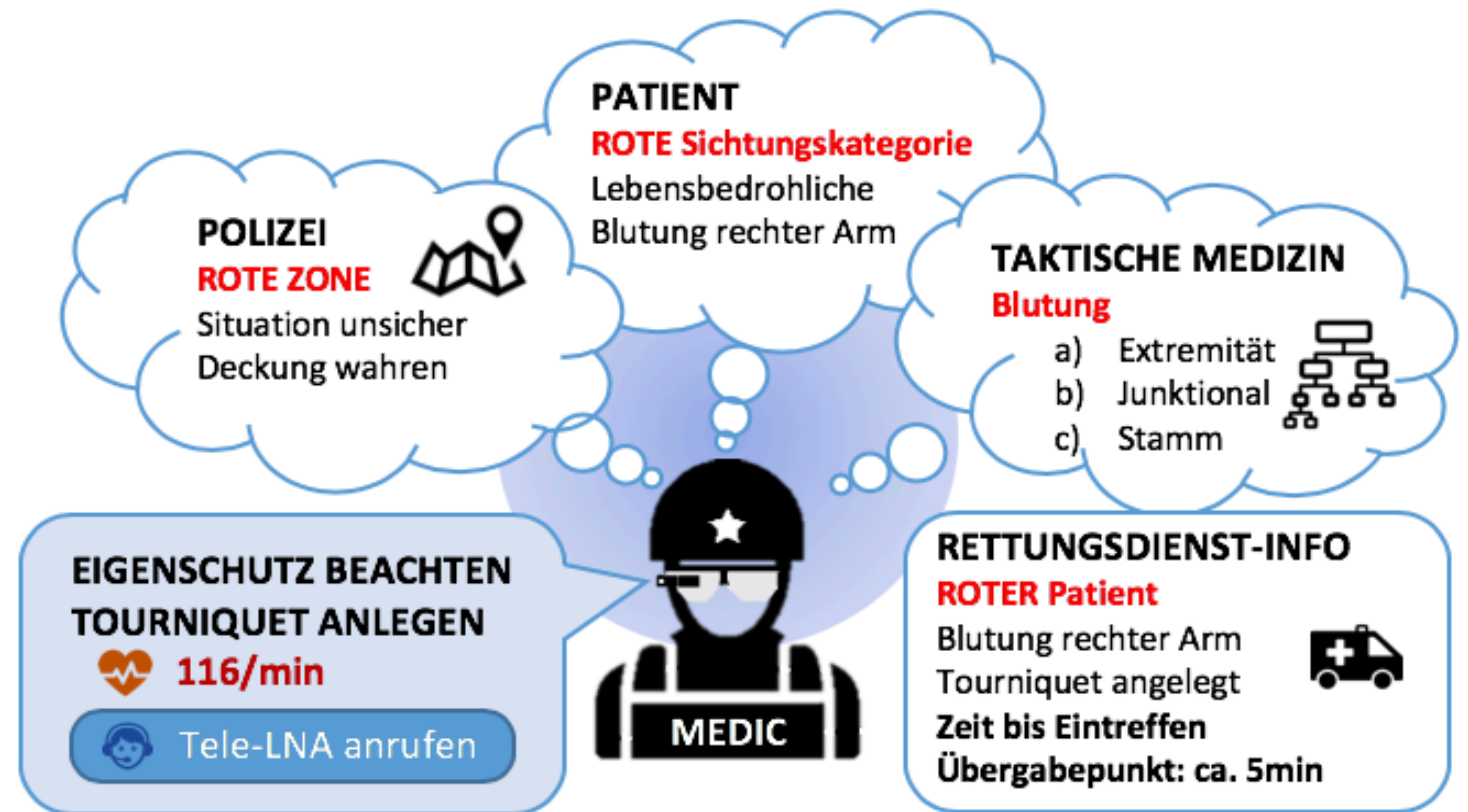 PATIENT
ROTE Sichtungskategorie
Lebensbedrohliche
Blutung rechter Arm
POLIZEI
ROTE ZONE
Situation unsicher
Deckung wahren
TAKTISCHE MEDIZIN
Blutung
a) Extremität
b) Junktional
c) Stamm
EIGENSCHUTZ BEACHTEN
TOURNIQUET ANLEGEN
116/min
Tele-LNA anrufen
MEDIC
RETTUNGSDIENST-INFO
ROTER Patient
Blutung rechter Arm
Tourniquet angelegt
Zeit bis Eintreffen
Übergabepunkt: ca. 5min